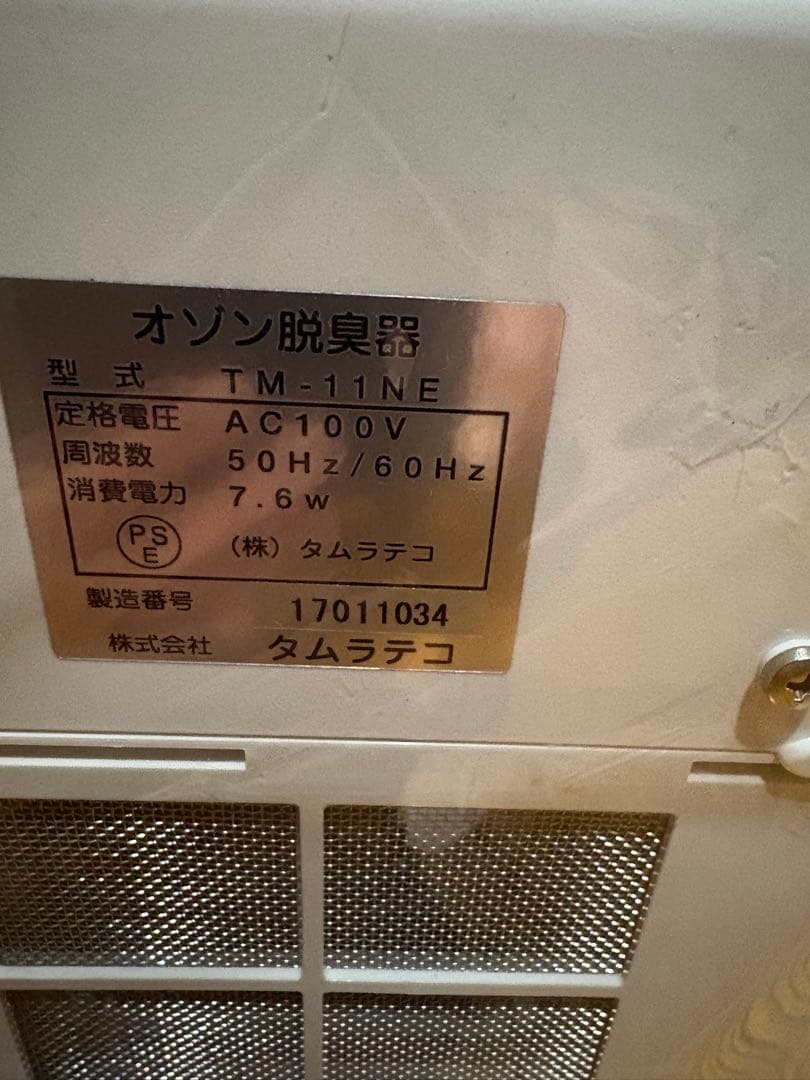 オゾン脱臭器
型 式 TM-11NE
定格電圧 AC100V
周波数 50Hz/60Hz
消費電力 7.6w
PS
E
(株) タムラテコ
製造番号 17011034
株式会社 タムラテコ